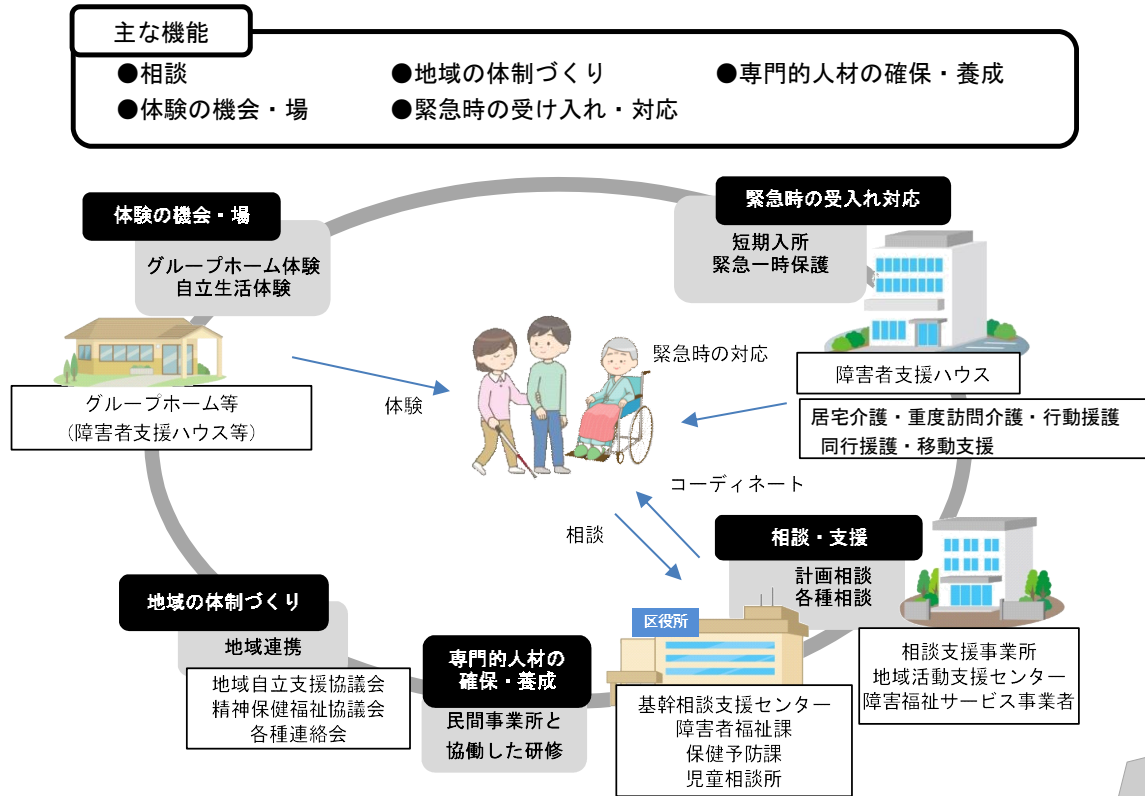 主な機能
●相談
●地域の体制づくり
●専門的人材の確保・養成
●体験の機会・場
●緊急時の受け入れ・対応
体験の機会・場
グループホーム体験
自立生活体験
緊急時の受入れ対応
短期入所
緊急一時保護
グループホーム等
(障害者支援ハウス等)
体験
緊急時の対応
障害者支援ハウス
居宅介護・重度訪問介護・行動援護
同行援護・移動支援
コーディネート
相談
相談・支援
計画相談
各種相談
相談支援事業所
地域活動支援センター
障害福祉サービス事業者
区役所
基幹相談支援センター
障害者福祉課
保健予防課
児童相談所
専門的人材の
確保・養成
民間事業所と
協働した研修
地域の体制づくり
地域連携
地域自立支援協議会
精神保健福祉協議会
各種連絡会